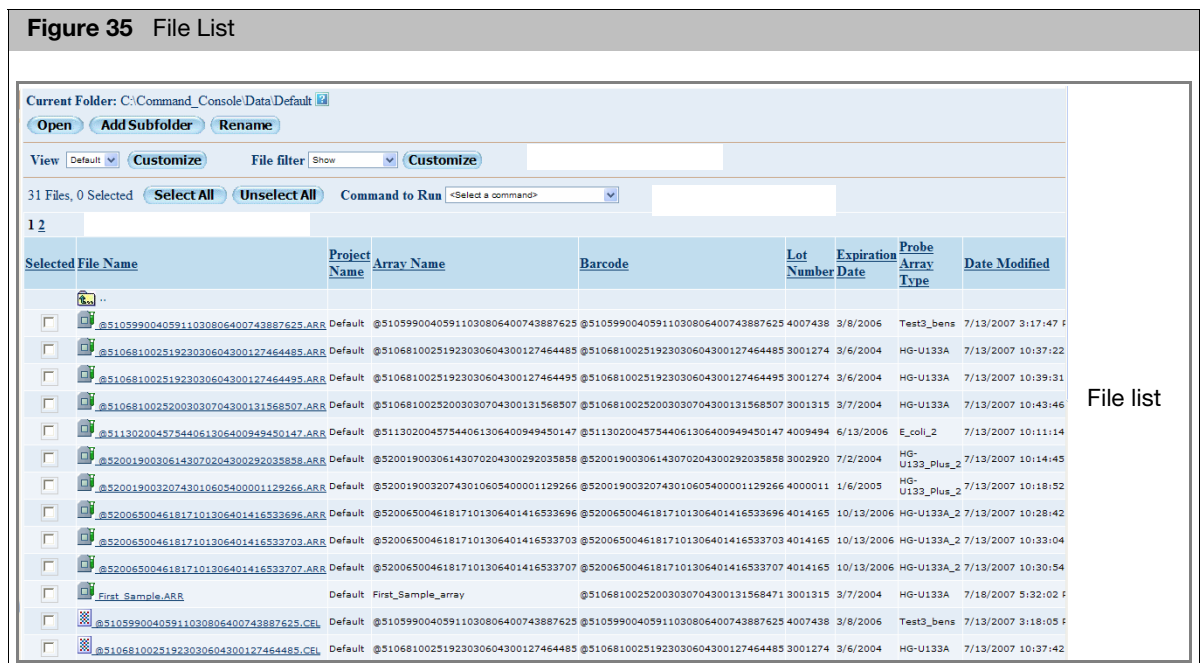 Figure 35 File List
Current Folder: C:\Command_Console\Data\Default ?
Open Add Subfolder Rename
View Default Customize File filter Show Customize
31 Files, 0 Selected Select All Unselect All Command to Run <Select a command>
1 2
Selected File Name Project Name Array Name Barcode Lot Number Expiration Date Probe Array Type Date Modified
..
@51059900405911030806400743887625.ARR Default @51059900405911030806400743887625 @51059900405911030806400743887625 4007438 3/8/2006 Test3_bens 7/13/2007 3:17:47 P
@51068100251923030604300127464485.ARR Default @51068100251923030604300127464485 @51068100251923030604300127464485 3001274 3/6/2004 HG-U133A 7/13/2007 10:37:22
@51068100251923030604300127464495.ARR Default @51068100251923030604300127464495 @51068100251923030604300127464495 3001274 3/6/2004 HG-U133A 7/13/2007 10:39:31
@51068100252003030704300131568507.ARR Default @51068100252003030704300131568507 @51068100252003030704300131568507 3001315 3/7/2004 HG-U133A 7/13/2007 10:43:46
@51130200457544061306400949450147.ARR Default @51130200457544061306400949450147 @51130200457544061306400949450147 4009494 6/13/2006 E_coli_2 7/13/2007 10:11:14
@52001900306143070204300292035858.ARR Default @52001900306143070204300292035858 @52001900306143070204300292035858 3002920 7/2/2004 HG-U133_Plus_2 7/13/2007 10:14:45
@52001900320743010605400001129266.ARR Default @52001900320743010605400001129266 @52001900320743010605400001129266 4000011 1/6/2005 HG-U133_Plus_2 7/13/2007 10:18:52
@52006500461817101306401416533696.ARR Default @52006500461817101306401416533696 @52006500461817101306401416533696 4014165 10/13/2006 HG-U133A_2 7/13/2007 10:28:42
@52006500461817101306401416533703.ARR Default @52006500461817101306401416533703 @52006500461817101306401416533703 4014165 10/13/2006 HG-U133A_2 7/13/2007 10:33:04
@52006500461817101306401416533707.ARR Default @52006500461817101306401416533707 @52006500461817101306401416533707 4014165 10/13/2006 HG-U133A_2 7/13/2007 10:30:54
First_Sample.ARR Default First_Sample_array @51068100252003030704300131568471 3001315 3/7/2004 HG-U133A 7/18/2007 5:32:02 P
@51059900405911030806400743887625.CEL Default @51059900405911030806400743887625 @51059900405911030806400743887625 4007438 3/8/2006 Test3_bens 7/13/2007 3:18:05 P
@51068100251923030604300127464485.CEL Default @51068100251923030604300127464485 @51068100251923030604300127464485 3001274 3/6/2004 HG-U133A 7/13/2007 10:37:42
File list